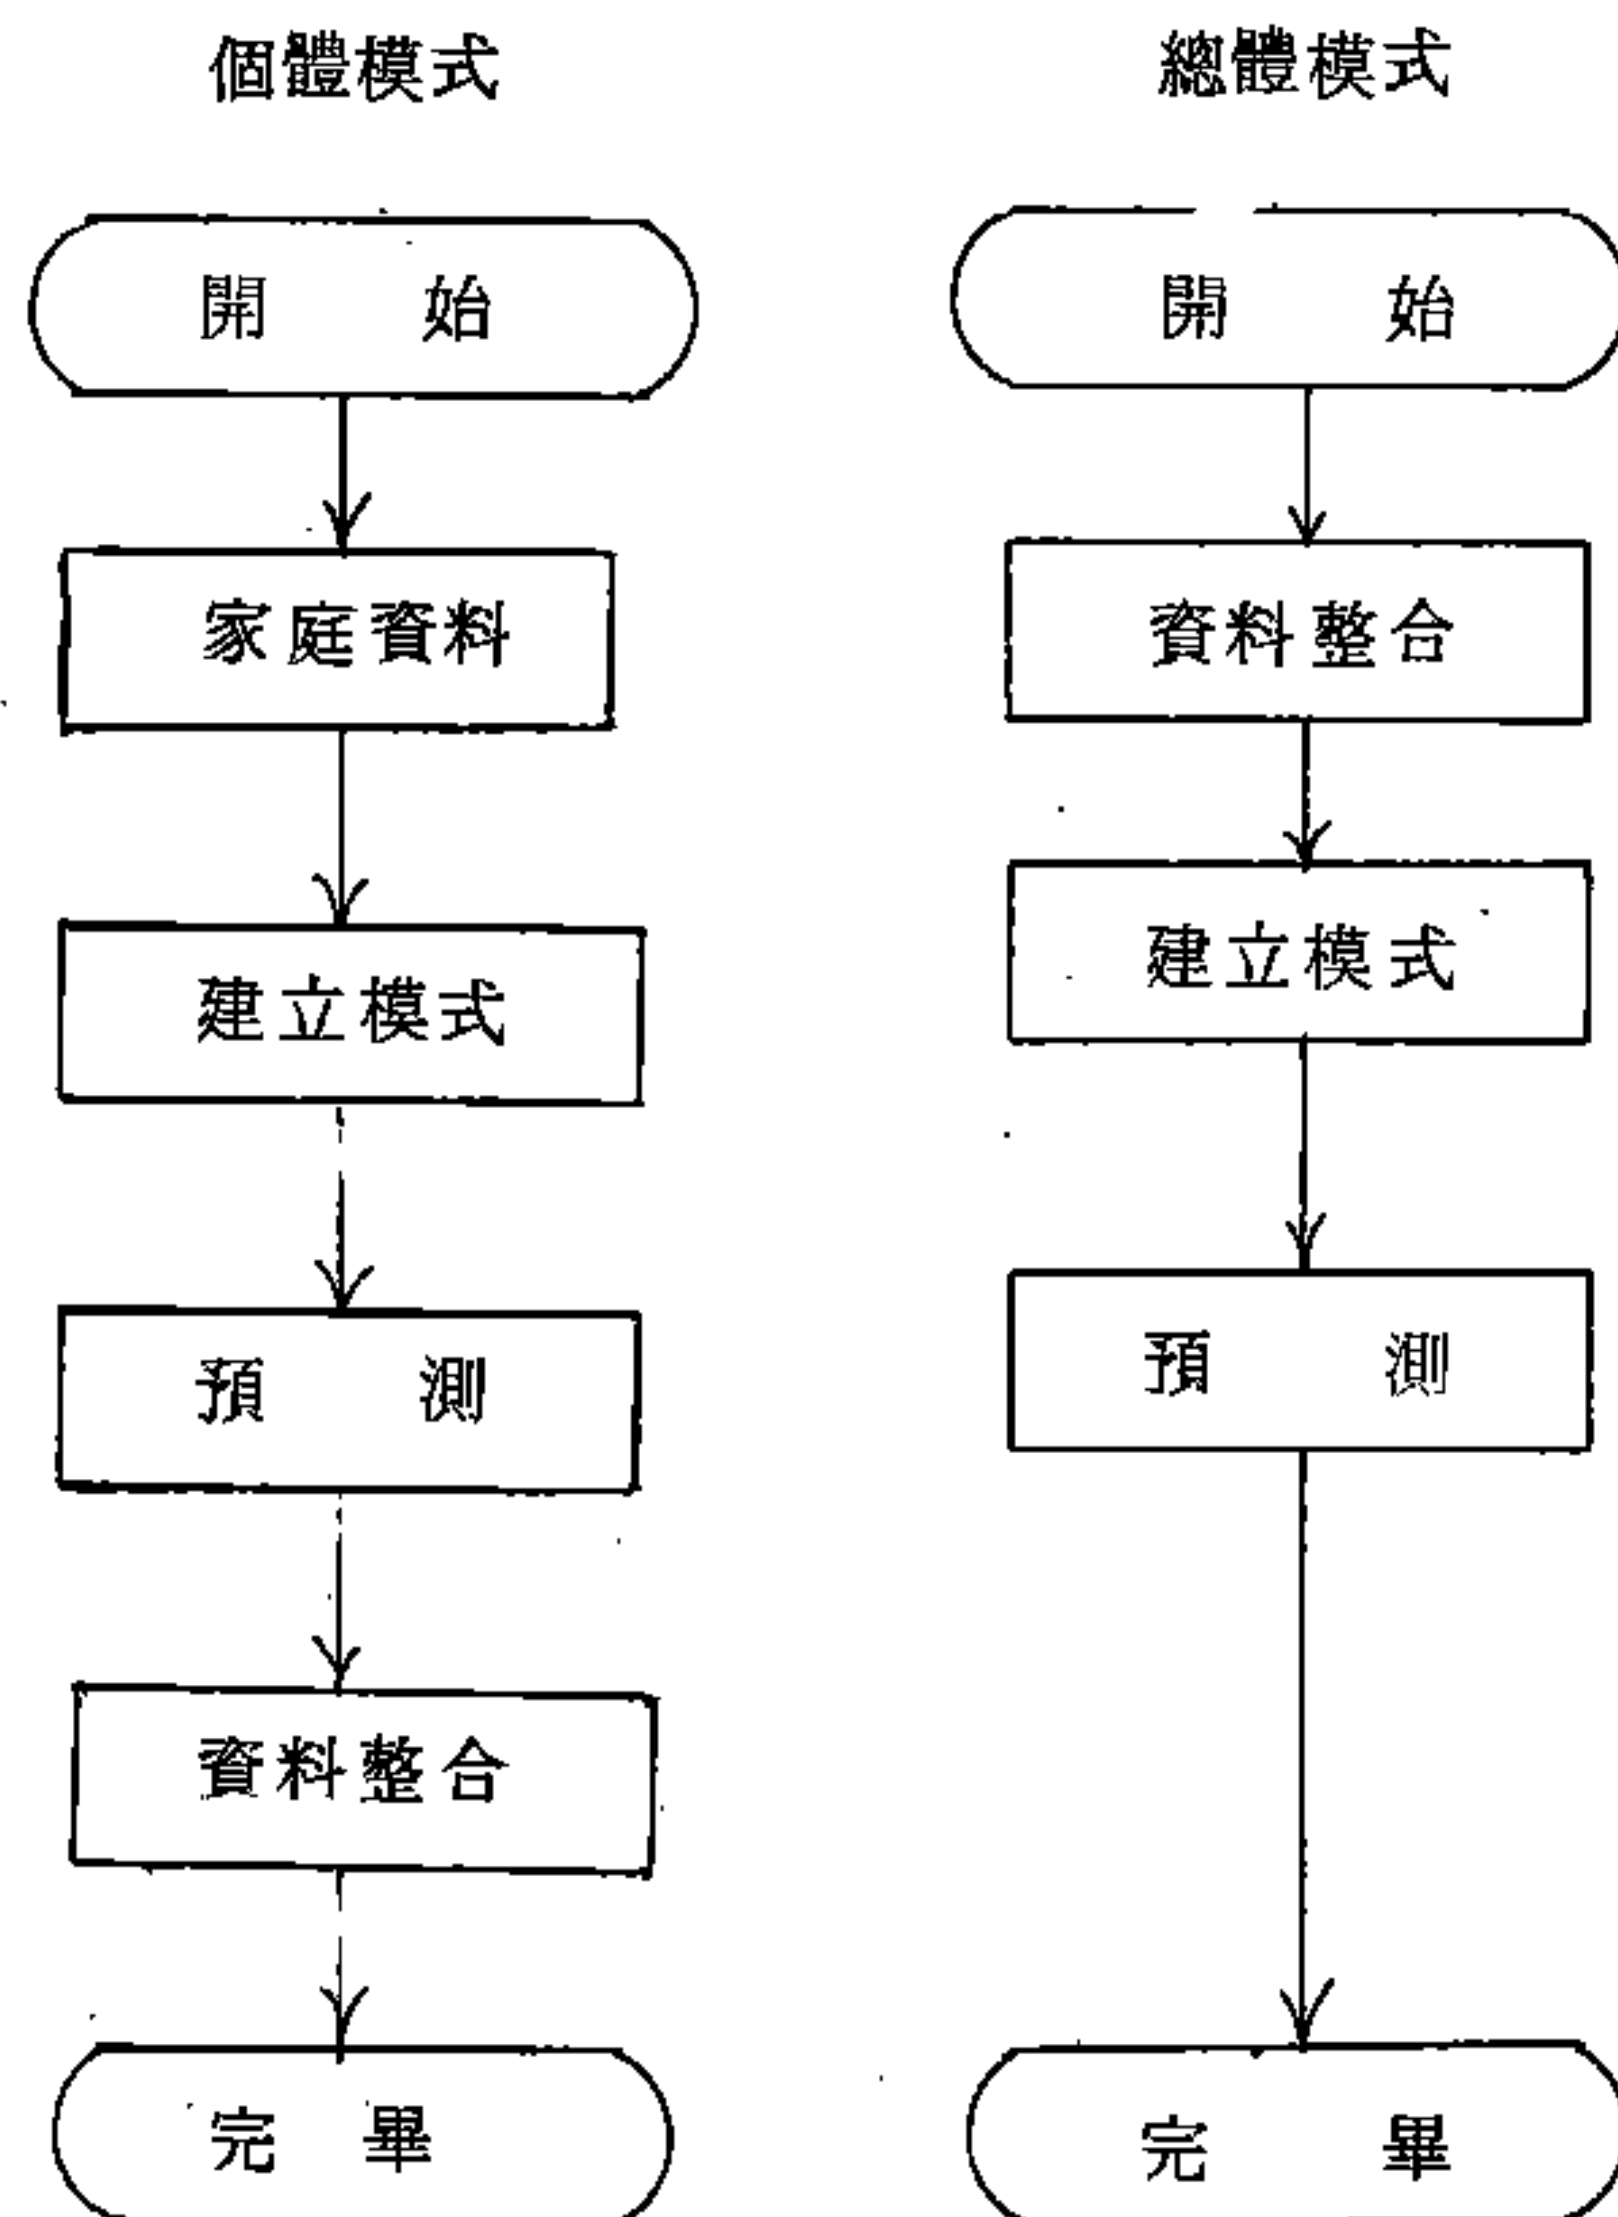 個體模式
開始
家庭資料
建立模式
預測
資料整合
完畢
總體模式
開始
資料整合
建立模式
預測
完畢